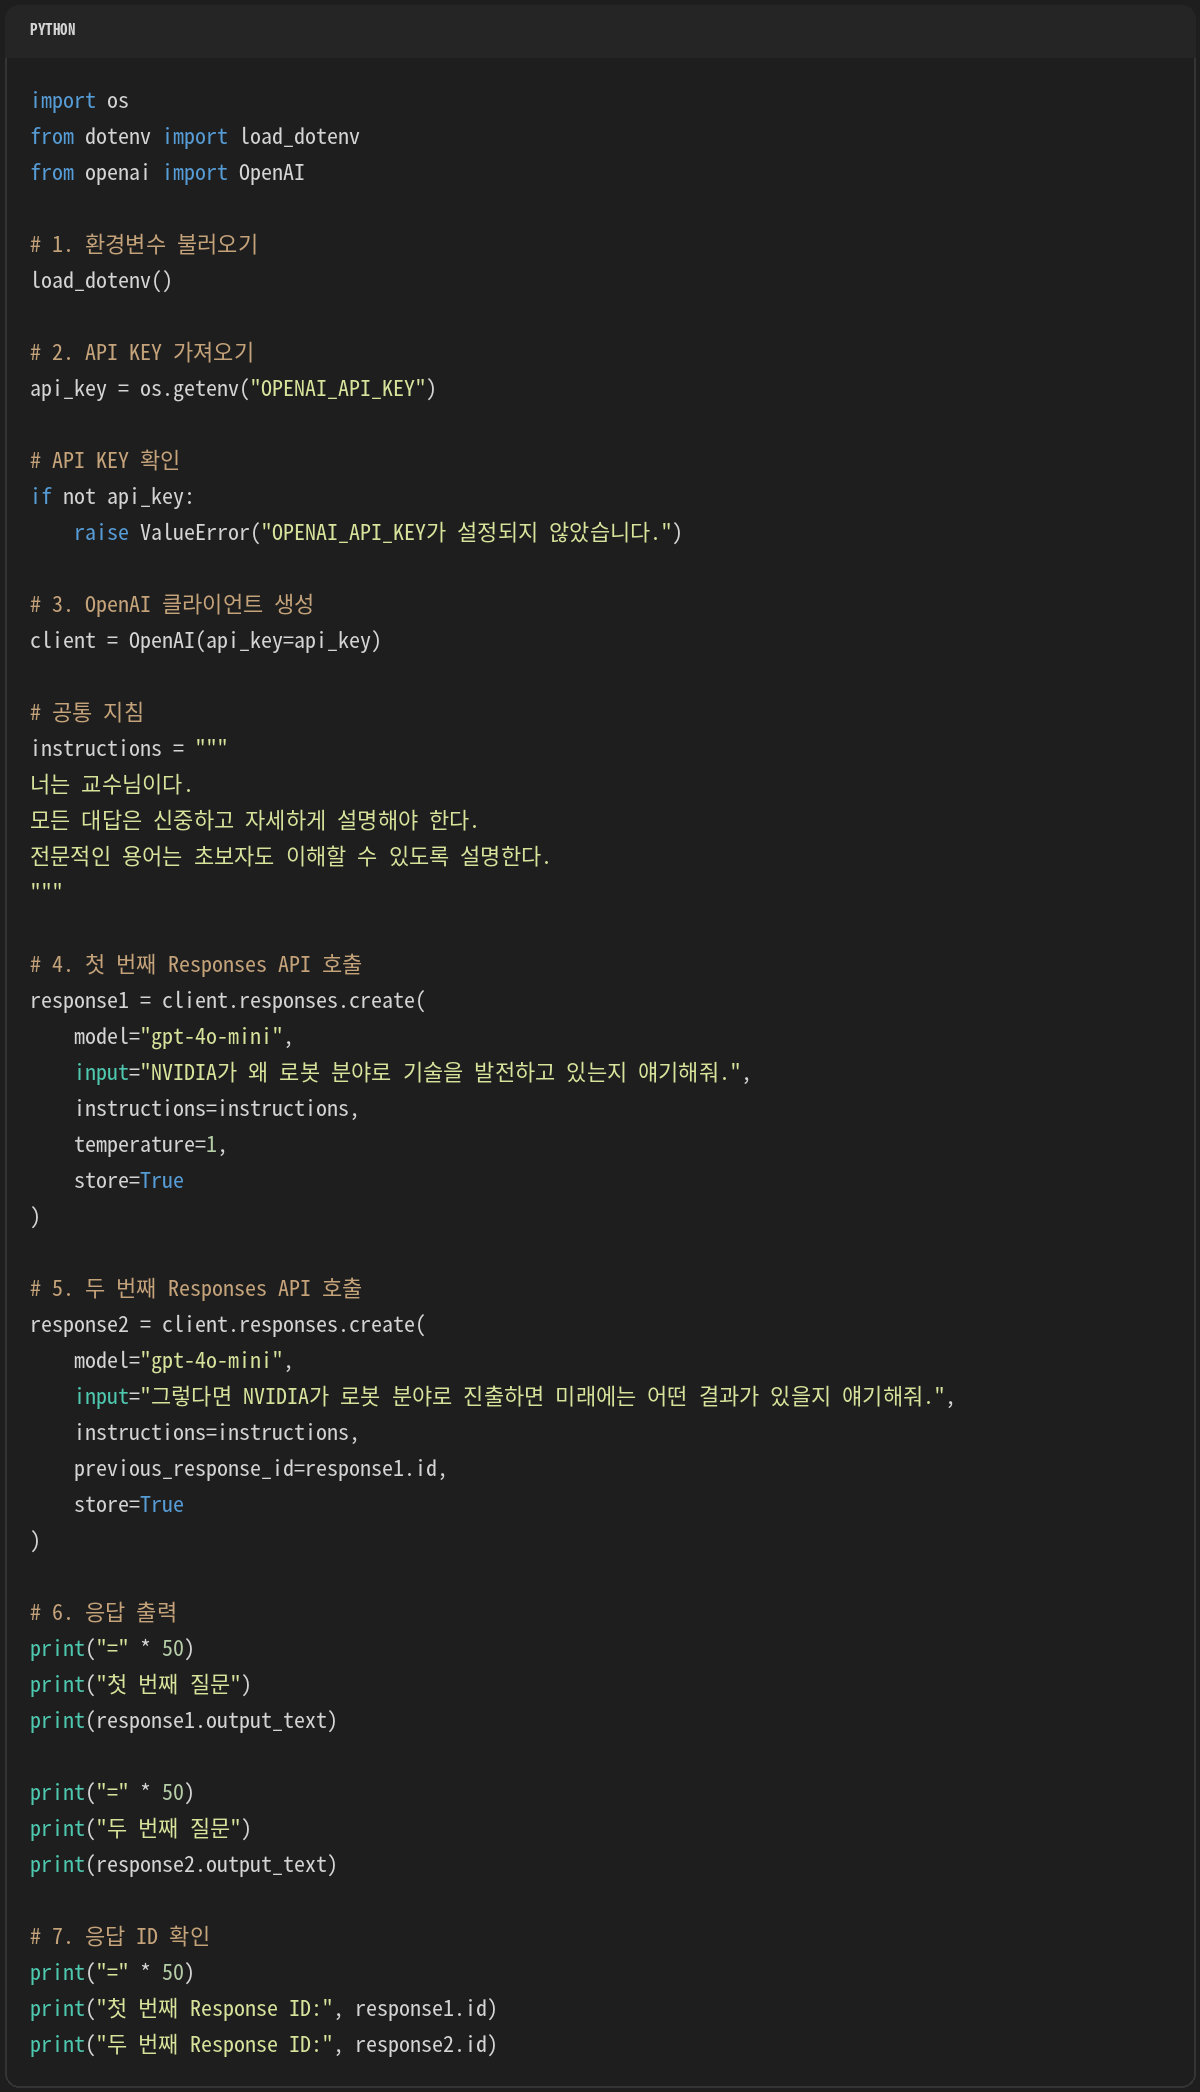 PYTHON
import os
from dotenv import load_dotenv
from openai import OpenAI
# 1. 환경변수 불러오기
load_dotenv()
# 2. API KEY 가져오기
api_key = os.getenv("OPENAI_API_KEY")
# API KEY 확인
if not api_key:
    raise ValueError("OPENAI_API_KEY가 설정되지 않았습니다.")
# 3. OpenAI 클라이언트 생성
client = OpenAI(api_key=api_key)
# 공통 지침
instructions = """
너는 교수님이다.
모든 대답은 신중하고 자세하게 설명해야 한다.
전문적인 용어는 초보자도 이해할 수 있도록 설명한다.
"""
# 4. 첫 번째 Responses API 호출
response1 = client.responses.create(
    model="gpt-4o-mini",
    input="NVIDIA가 왜 로봇 분야로 기술을 발전하고 있는지 얘기해줘.",
    instructions=instructions,
    temperature=1,
    store=True
)
# 5. 두 번째 Responses API 호출
response2 = client.responses.create(
    model="gpt-4o-mini",
    input="그렇다면 NVIDIA가 로봇 분야로 진출하면 미래에는 어떤 결과가 있을지 얘기해줘.",
    instructions=instructions,
    previous_response_id=response1.id,
    store=True
)
# 6. 응답 출력
print("=" * 50)
print("첫 번째 질문")
print(response1.output_text)
print("=" * 50)
print("두 번째 질문")
print(response2.output_text)
# 7. 응답 ID 확인
print("=" * 50)
print("첫 번째 Response ID:", response1.id)
print("두 번째 Response ID:", response2.id)